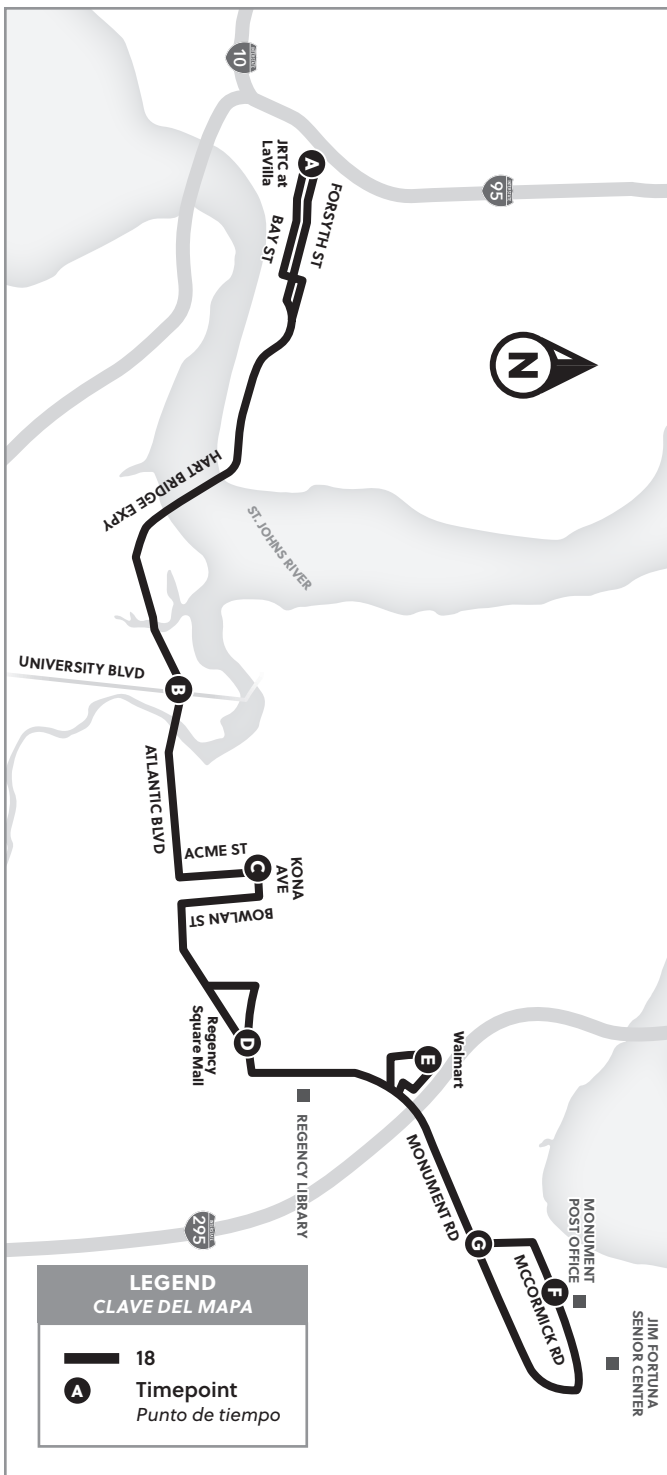 10
95
A
JRTC at
LaVilla
FORSYTH ST
BAY ST
N
HART BRIDGE EXPY
ST. JOHNS RIVER
UNIVERSITY BLVD
B
ATLANTIC BLVD
ACME ST
C
KONA
AVE
BOWLAN ST
D
Regency
Square Mall
E
Walmart
REGENCY LIBRARY
MONUMENT RD
295
G
F
MCCORMICK RD
MONUMENT
POST OFFICE
JIM FORTUNA
SENIOR CENTER
LEGEND
CLAVE DEL MAPA
18
A
Timepoint
Punto de tiempo